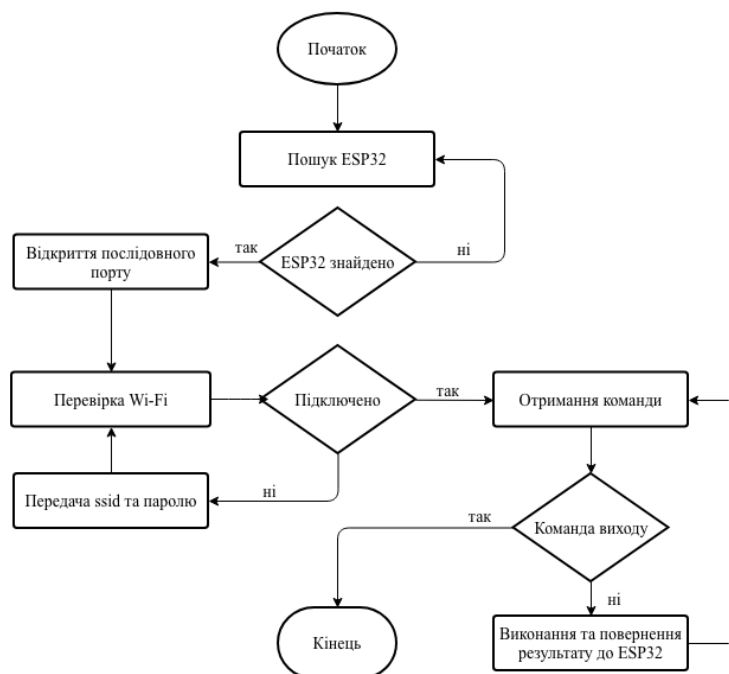 Початок
Пошук ESP32
Відкриття послідовного
порту
так
ESP32 знайдено
ні
Перевірка Wi-Fi
Підключено
так
Отримання команди
Передача ssid та паролю
ні
так
Команда виходу
ні
Кінець
Виконання та повернення
результату до ESP32